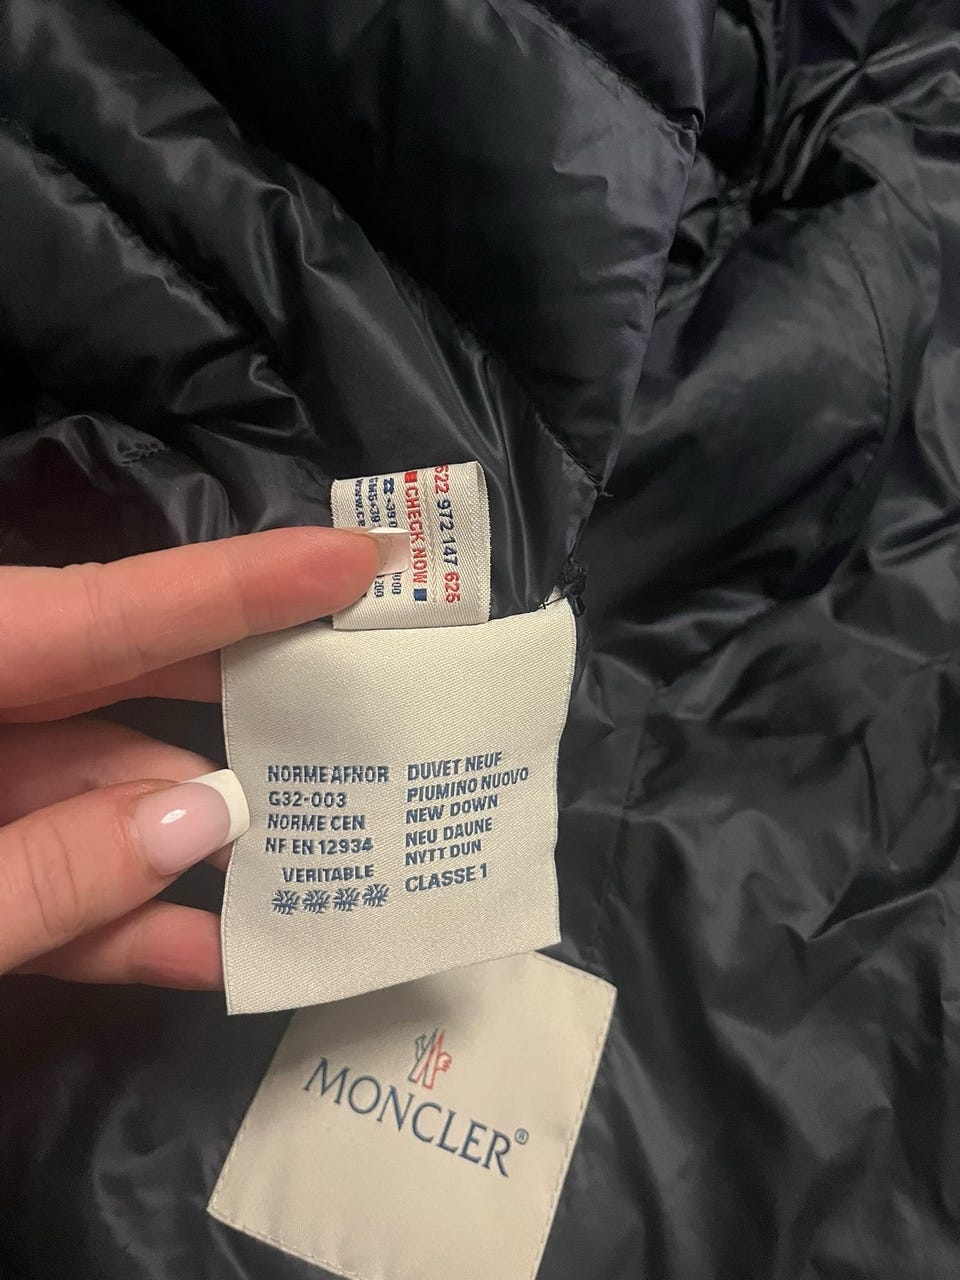 622 972 147 625
CHECK NOW
NORME AFNOR
G32-003
NORME CEN
NF EN 12934
VERITABLE
DUVET NEUF
PIUMINO NUOVO
NEW DOWN
NEU DAUNE
NYTT DUN
CLASSE 1
MONCLER®